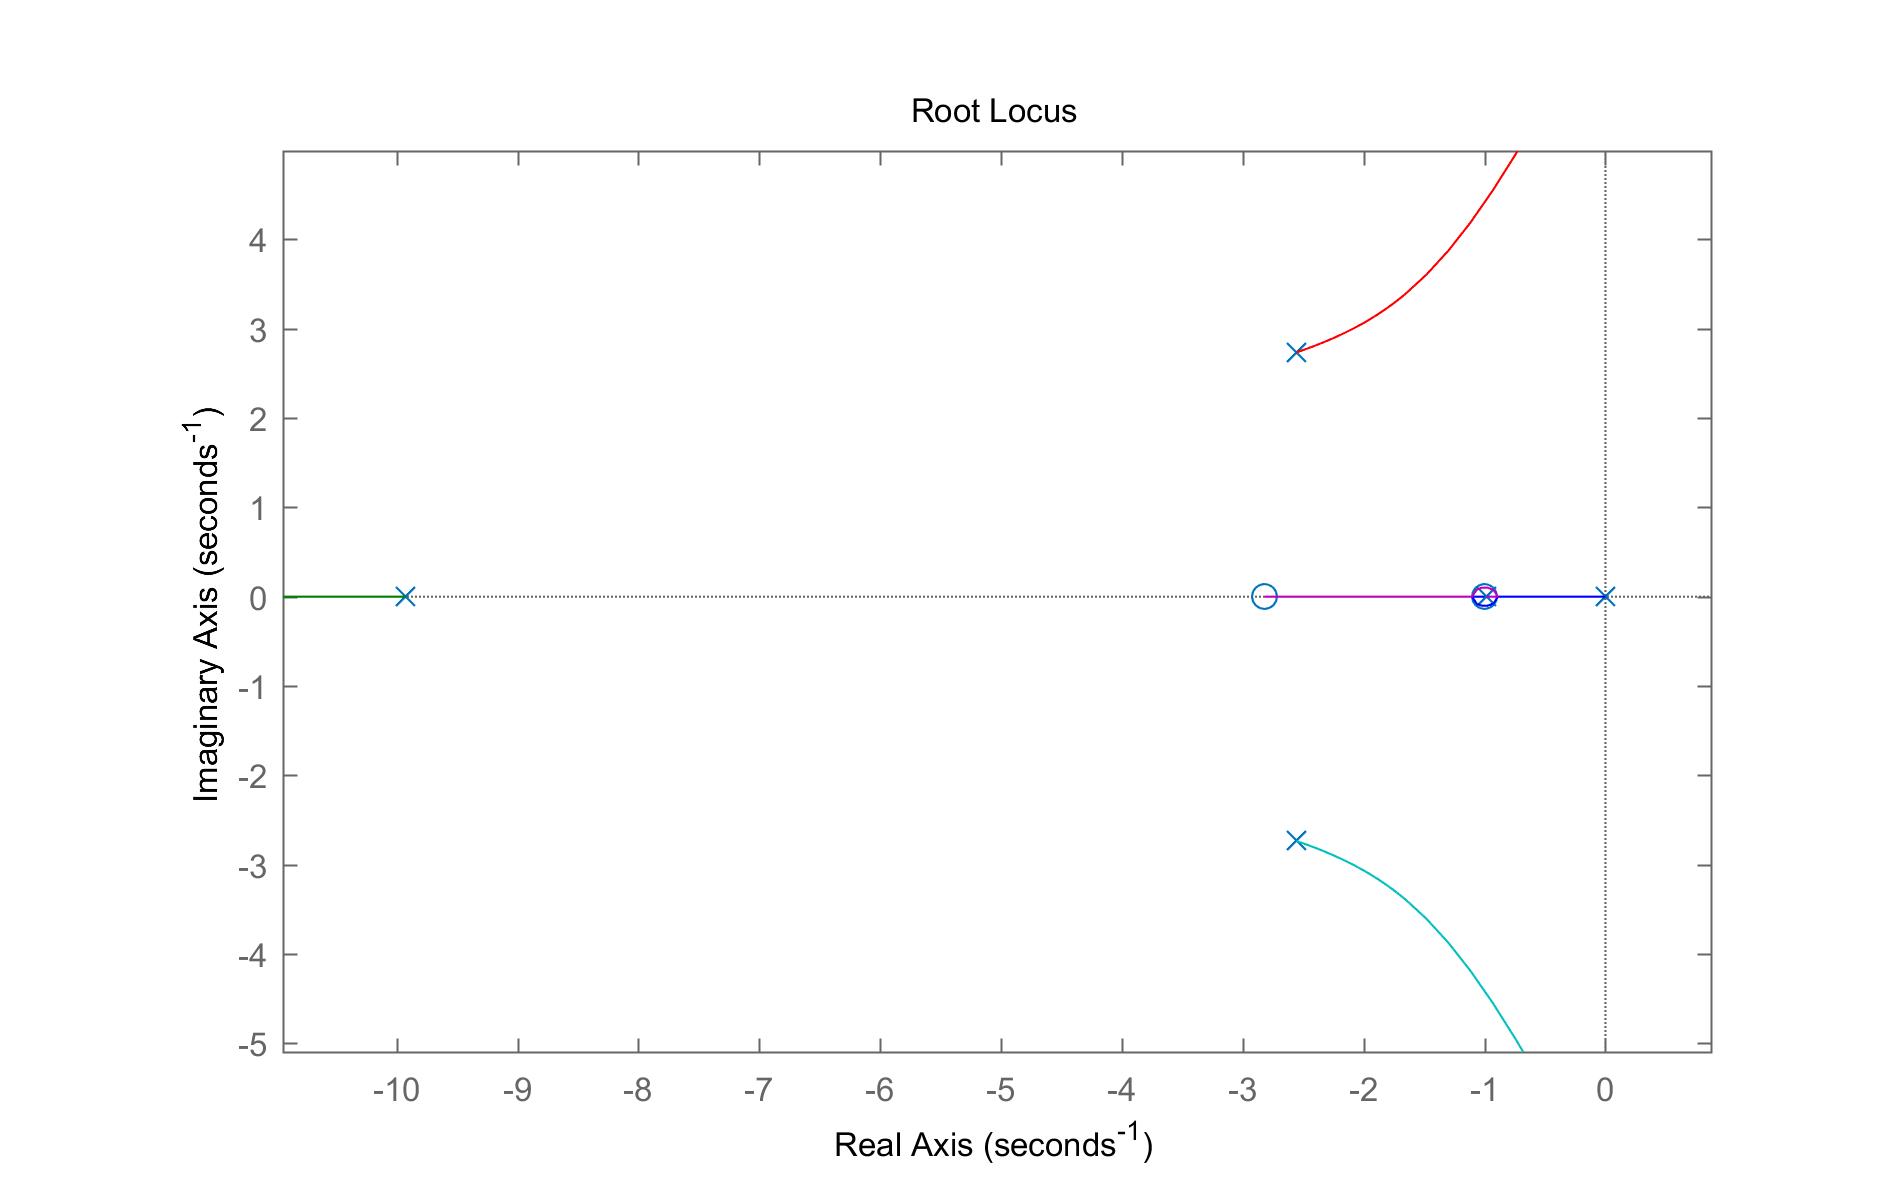 Root Locus
Imaginary Axis (seconds⁻¹)
4
3
2
1
0
-1
-2
-3
-4
-5
-10 -9 -8 -7 -6 -5 -4 -3 -2 -1 0
Real Axis (seconds⁻¹)